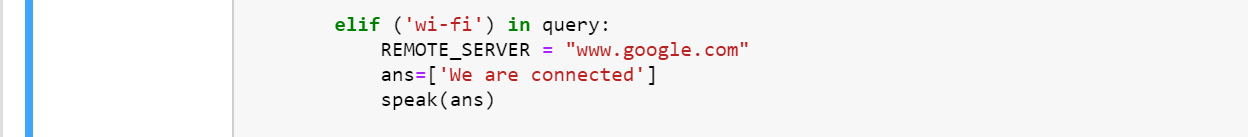 elif ('wi-fi') in query:
REMOTE_SERVER = "www.google.com"
ans=['We are connected']
speak(ans)